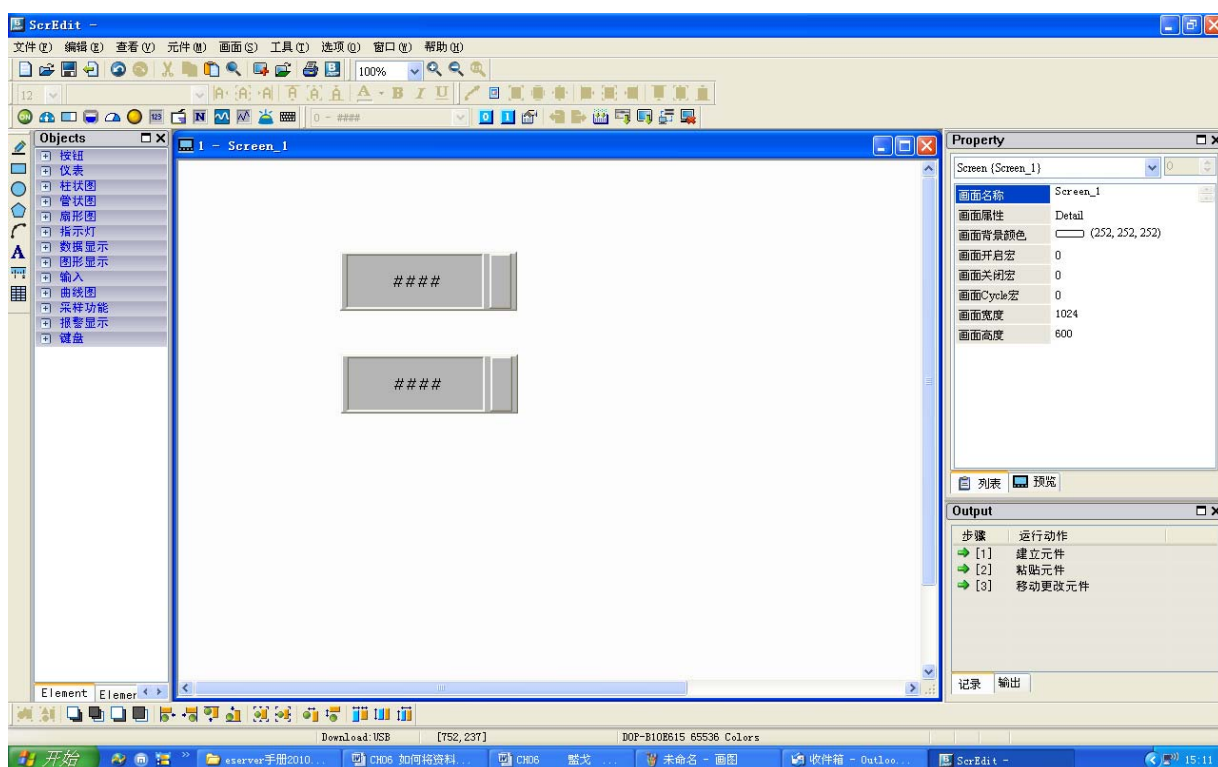 ScrEdit -
文件(F) 编辑(E) 查看(V) 元件(M) 画面(S) 工具(T) 选项(O) 窗口(W) 帮助(H)
100%
12
0 - ####
Objects
按钮
仪表
柱状图
管状图
扇形图
指示灯
数据显示
图形显示
输入
曲线图
采样功能
报警显示
键盘
Element
1 - Screen_1
####
####
Property
Screen {Screen_1} 0
画面名称 Screen_1
画面属性 Detail
画面背景颜色 (252, 252, 252)
画面开启宏 0
画面关闭宏 0
画面Cycle宏 0
画面宽度 1024
画面高度 600
列表 预览
Output
步骤 运行动作
[1] 建立元件
[2] 粘贴元件
[3] 移动更改元件
记录 输出
Download:USB [752,237] DOP-B10E615 65536 Colors
开始 eserver手册2010... CH06 如何将资料... CH06 未命名 - 画图 收件箱 - Outloo... ScrEdit - 15:11